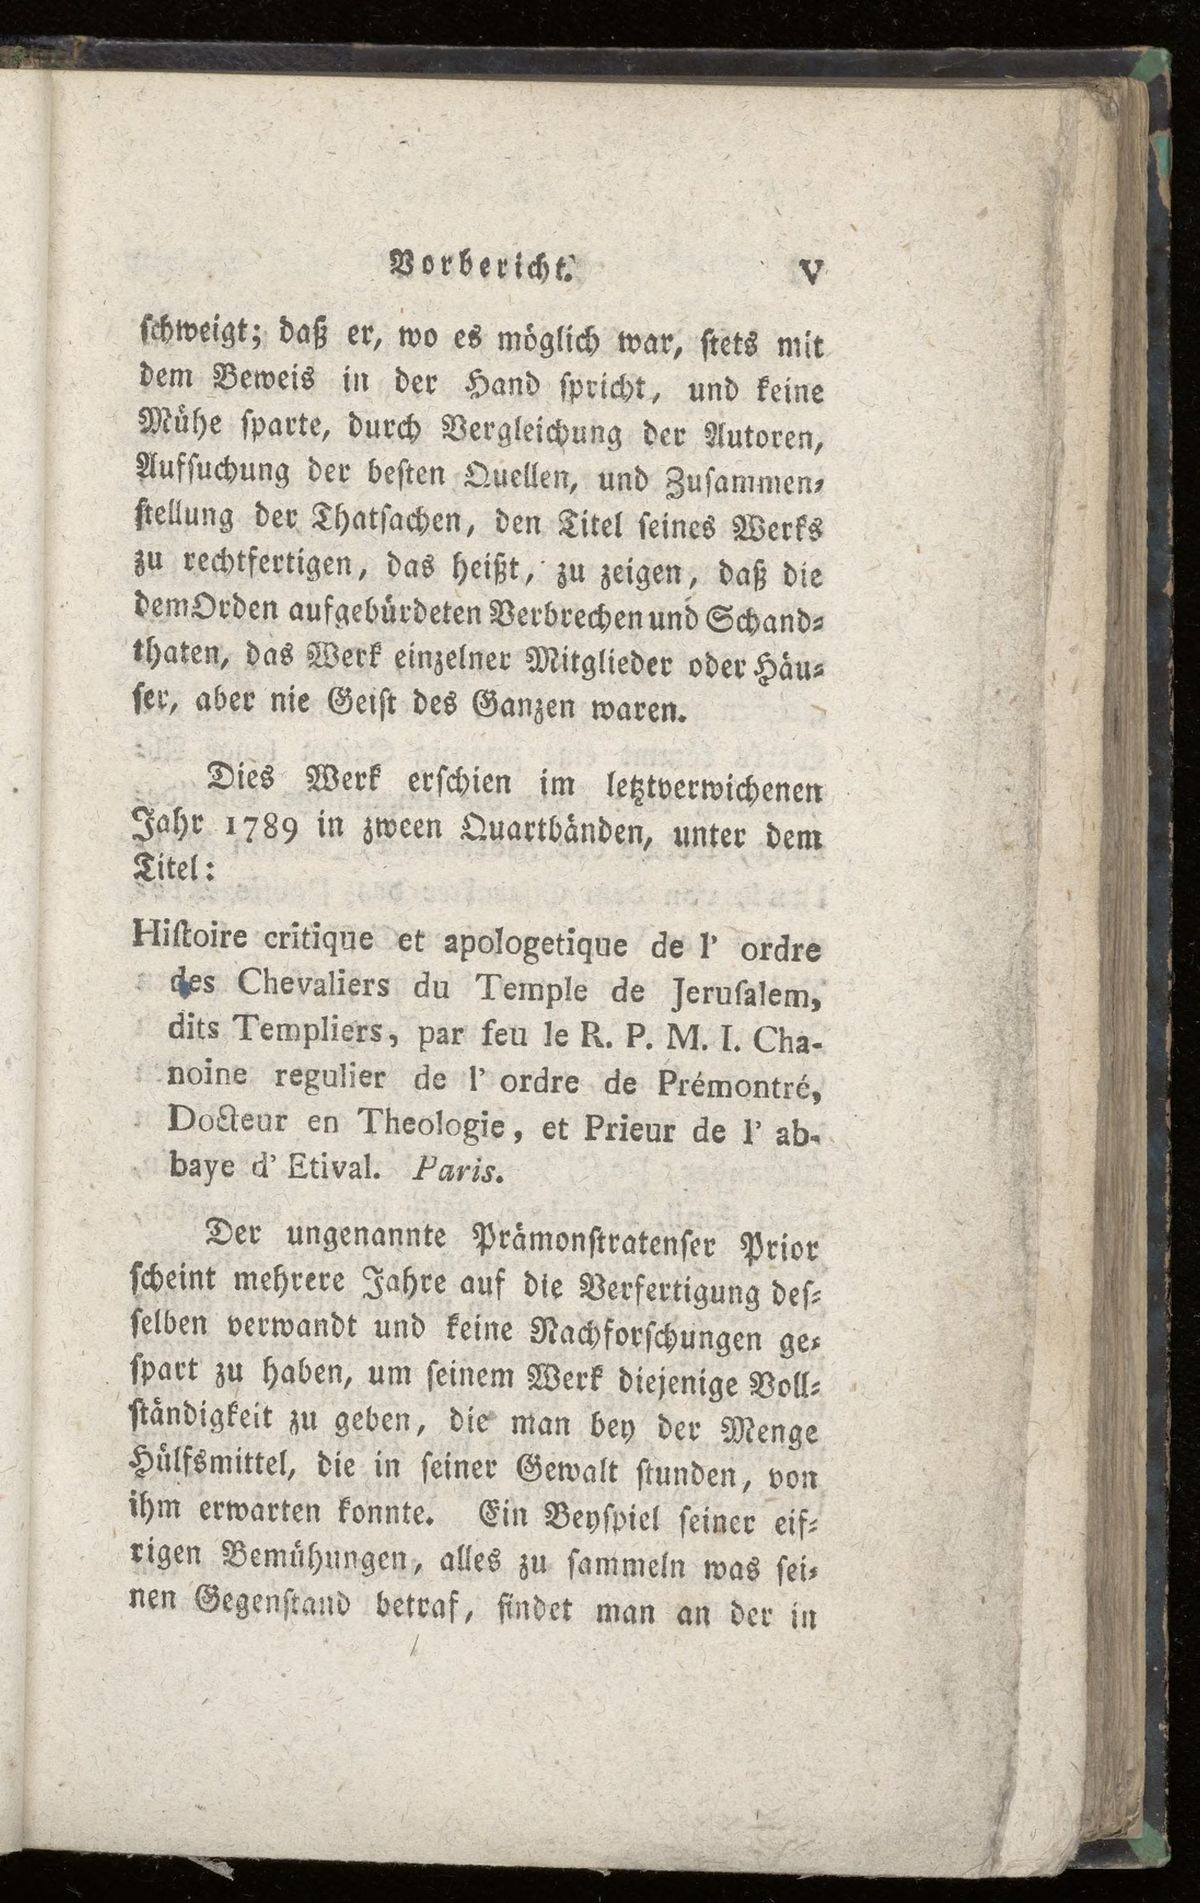 Vorbericht. V
ſchweigt; daß er, wo es möglich war, ſtets mit
dem Beweis in der Hand ſpricht, und keine
Mühe ſparte, durch Vergleichung der Autoren,
Aufſuchung der beſten Quellen, und Zuſammen⸗
ſtellung der Thatſachen, den Titel ſeines Werks
zu rechtfertigen, das heißt, zu zeigen, daß die
dem Orden aufgebürdeten Verbrechen und Schand⸗
thaten, das Werk einzelner Mitglieder oder Häu⸗
ſer, aber nie Geiſt des Ganzen waren.
Dies Werk erſchien im letztverwichenen
Jahr 1789 in zween Quartbänden, unter dem
Titel:
Hiſtoire critique et apologetique de l' ordre
des Chevaliers du Temple de Jeruſalem,
dits Templiers, par feu le R. P. M. I. Cha-
noine regulier de l' ordre de Prémontré,
Docteur en Theologie, et Prieur de l' ab-
baye d' Etival. Paris.
Der ungenannte Prämonſtratenſer Prior
ſcheint mehrere Jahre auf die Verfertigung des⸗
ſelben verwandt und keine Nachforſchungen ge⸗
ſpart zu haben, um ſeinem Werk diejenige Voll⸗
ſtändigkeit zu geben, die man bey der Menge
Hülfsmittel, die in ſeiner Gewalt ſtunden, von
ihm erwarten konnte. Ein Beyſpiel ſeiner eif⸗
rigen Bemühungen, alles zu ſammeln was ſei⸗
nen Gegenſtand betraf, findet man an der in